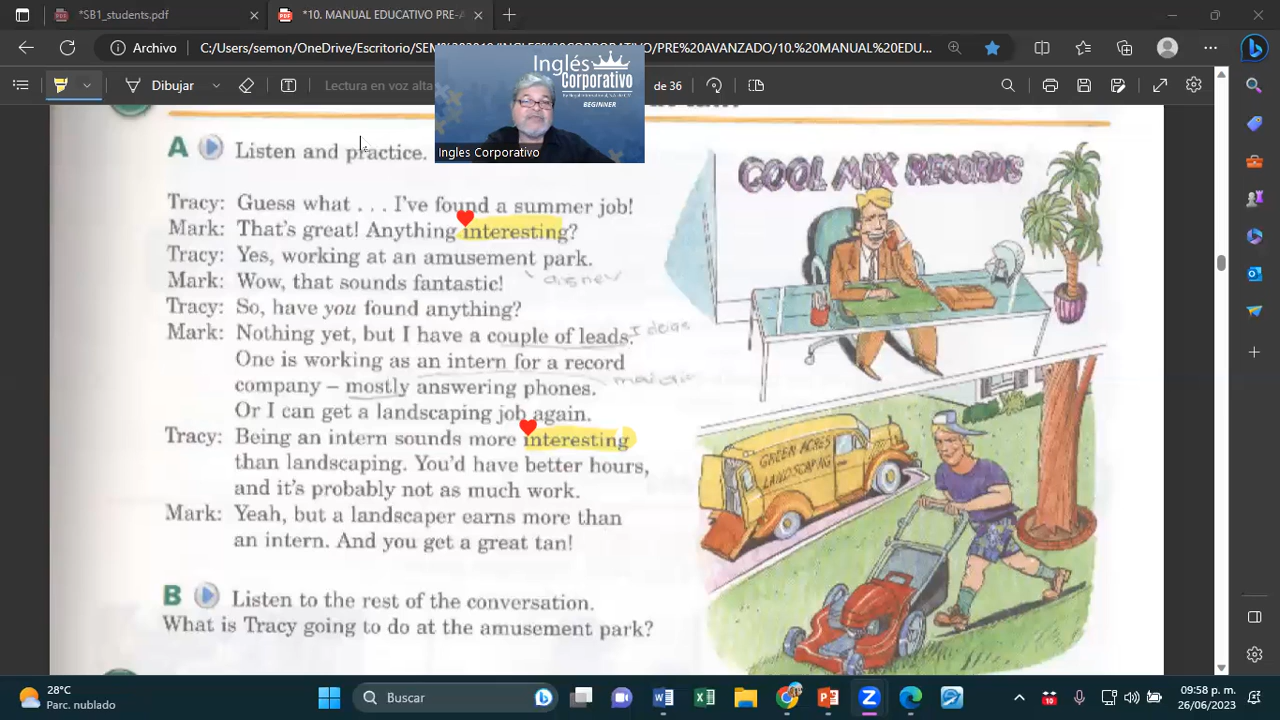 *SB1_students.pdf
*10. MANUAL EDUCATIVO PRE-A
Archivo
C:/Users/semon/OneDrive/Escritorio/
/PRE%20AVANZADO/10.%20MANUAL%20EDU...
Dibujar
Lectura en voz alta
de 36
Inglés
Corporativo
BEGINNER
Ingles Corporativo
A Listen and practice.
Tracy: Guess what . . . I've found a summer job!
Mark: That's great! Anything interesting?
Tracy: Yes, working at an amusement park.
Mark: Wow, that sounds fantastic!
Tracy: So, have you found anything?
Mark: Nothing yet, but I have a couple of leads.
Ideas
One is working as an intern for a record
company – mostly answering phones.
Or I can get a landscaping job again.
Tracy: Being an intern sounds more interesting
than landscaping. You'd have better hours,
and it's probably not as much work.
Mark: Yeah, but a landscaper earns more than
an intern. And you get a great tan!
B Listen to the rest of the conversation.
What is Tracy going to do at the amusement park?
COOL MIX RECORDS
GREEN ACRES
LANDSCAPING
28°C
Parc. nublado
Buscar
10
09:58 p. m.
26/06/2023